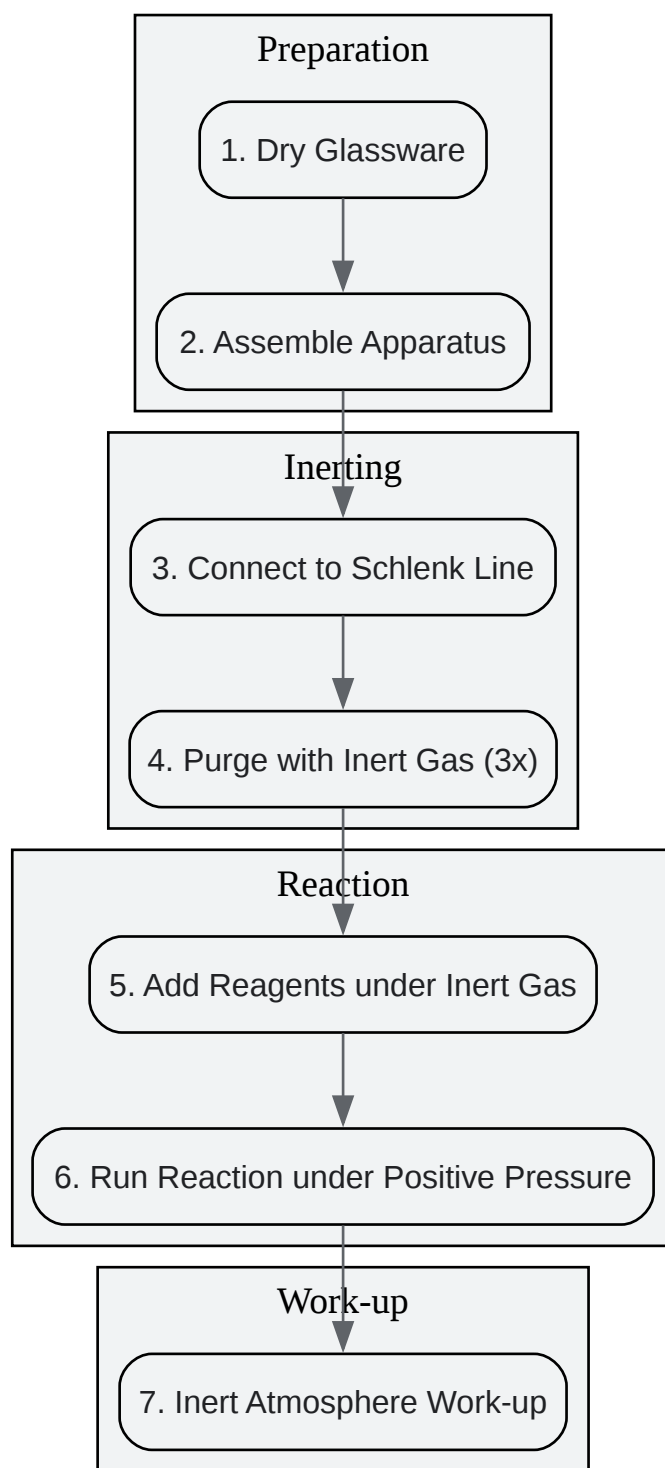 Preparation
1. Dry Glassware
2. Assemble Apparatus
Inerting
3. Connect to Schlenk Line
4. Purge with Inert Gas (3x)
Reaction
5. Add Reagents under Inert Gas
6. Run Reaction under Positive Pressure
Work-up
7. Inert Atmosphere Work-up